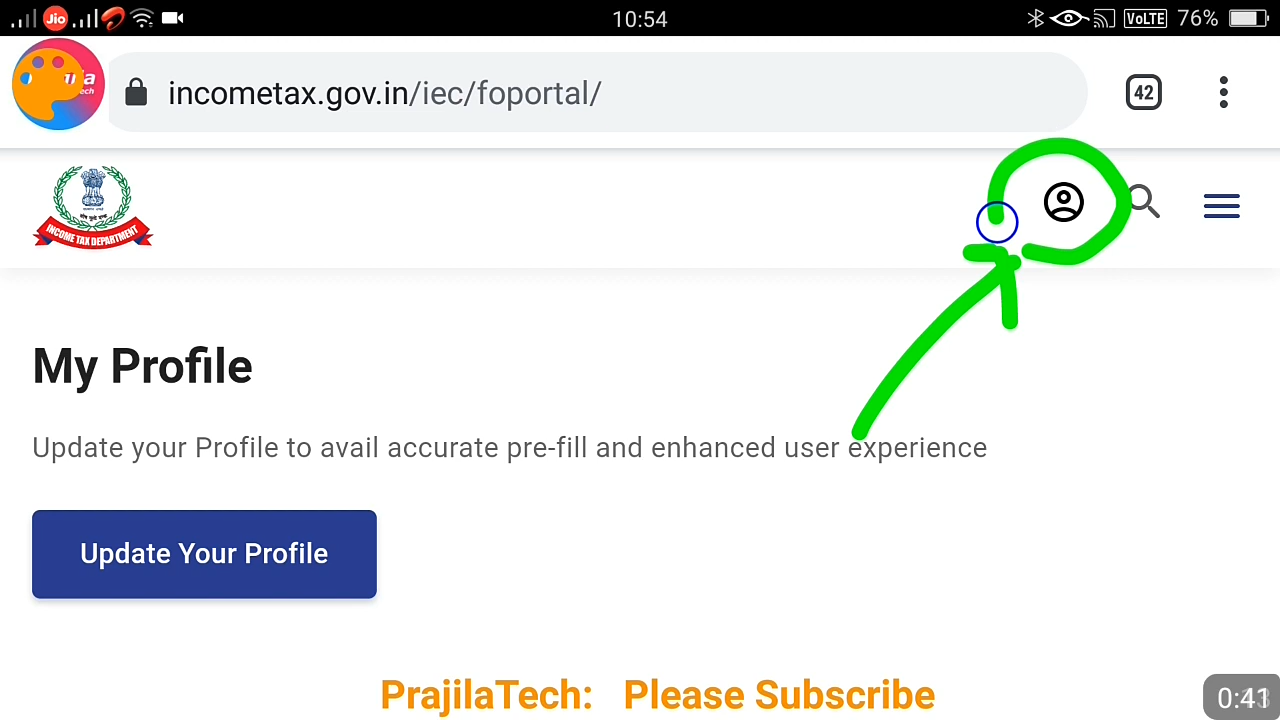 Jio 10:54 VoLTE 76%
incometax.gov.in/iec/foportal/ 42
INCOME TAX DEPARTMENT
My Profile
Update your Profile to avail accurate pre-fill and enhanced user experience
Update Your Profile
PrajilaTech: Please Subscribe
0:41